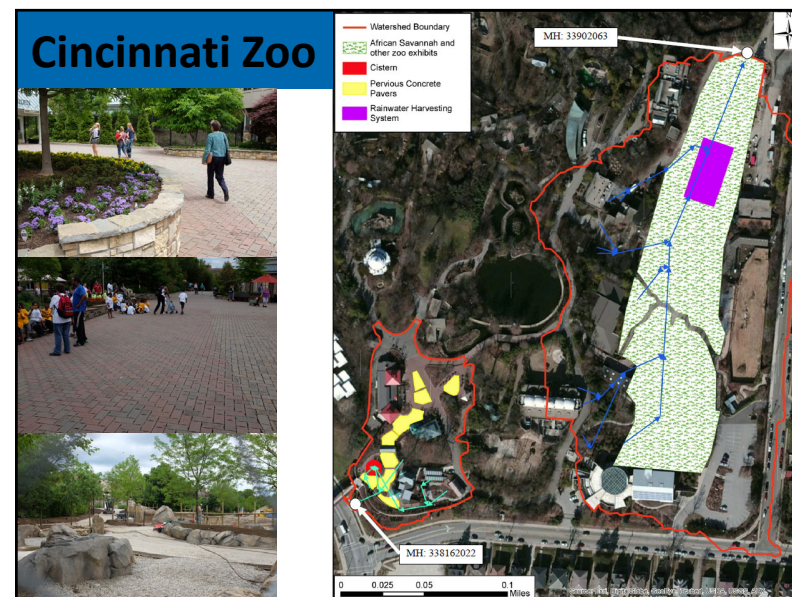 Cincinnati Zoo
Watershed Boundary
African Savannah and
other zoo exhibits
Cistern
Pervious Concrete
Pavers
Rainwater Harvesting
System
MH: 33902063
N
MH: 338162022
0 0.025 0.05 0.1
Miles